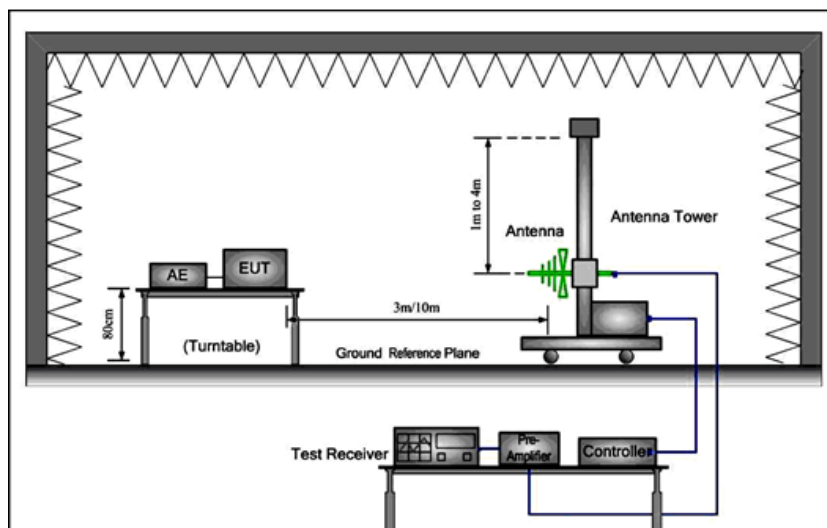 1m to 4m
Antenna
Antenna Tower
AE
EUT
80cm
3m/10m
(Turntable)
Ground Reference Plane
Test Receiver
Pre-
Amplifier
Controller